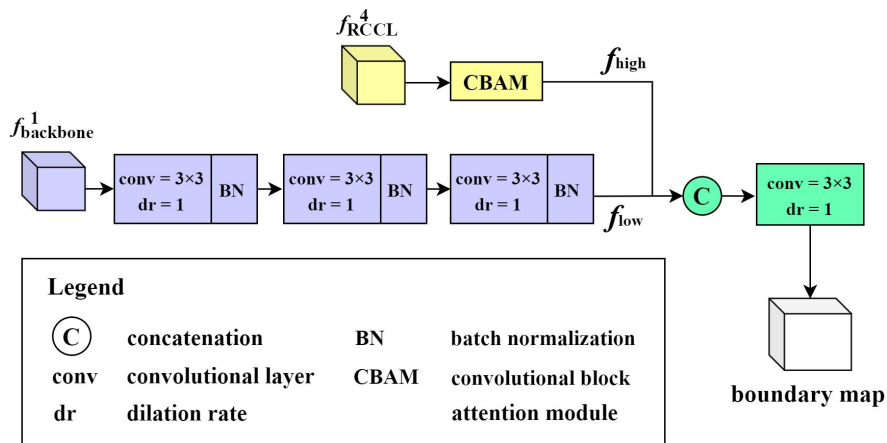 f⁴RCCL
CBAM
fhigh
f¹backbone
conv = 3×3
dr = 1
BN
conv = 3×3
dr = 1
BN
conv = 3×3
dr = 1
BN
flow
C
conv = 3×3
dr = 1
Legend
C concatenation BN batch normalization
conv convolutional layer CBAM convolutional block
dr dilation rate attention module
boundary map